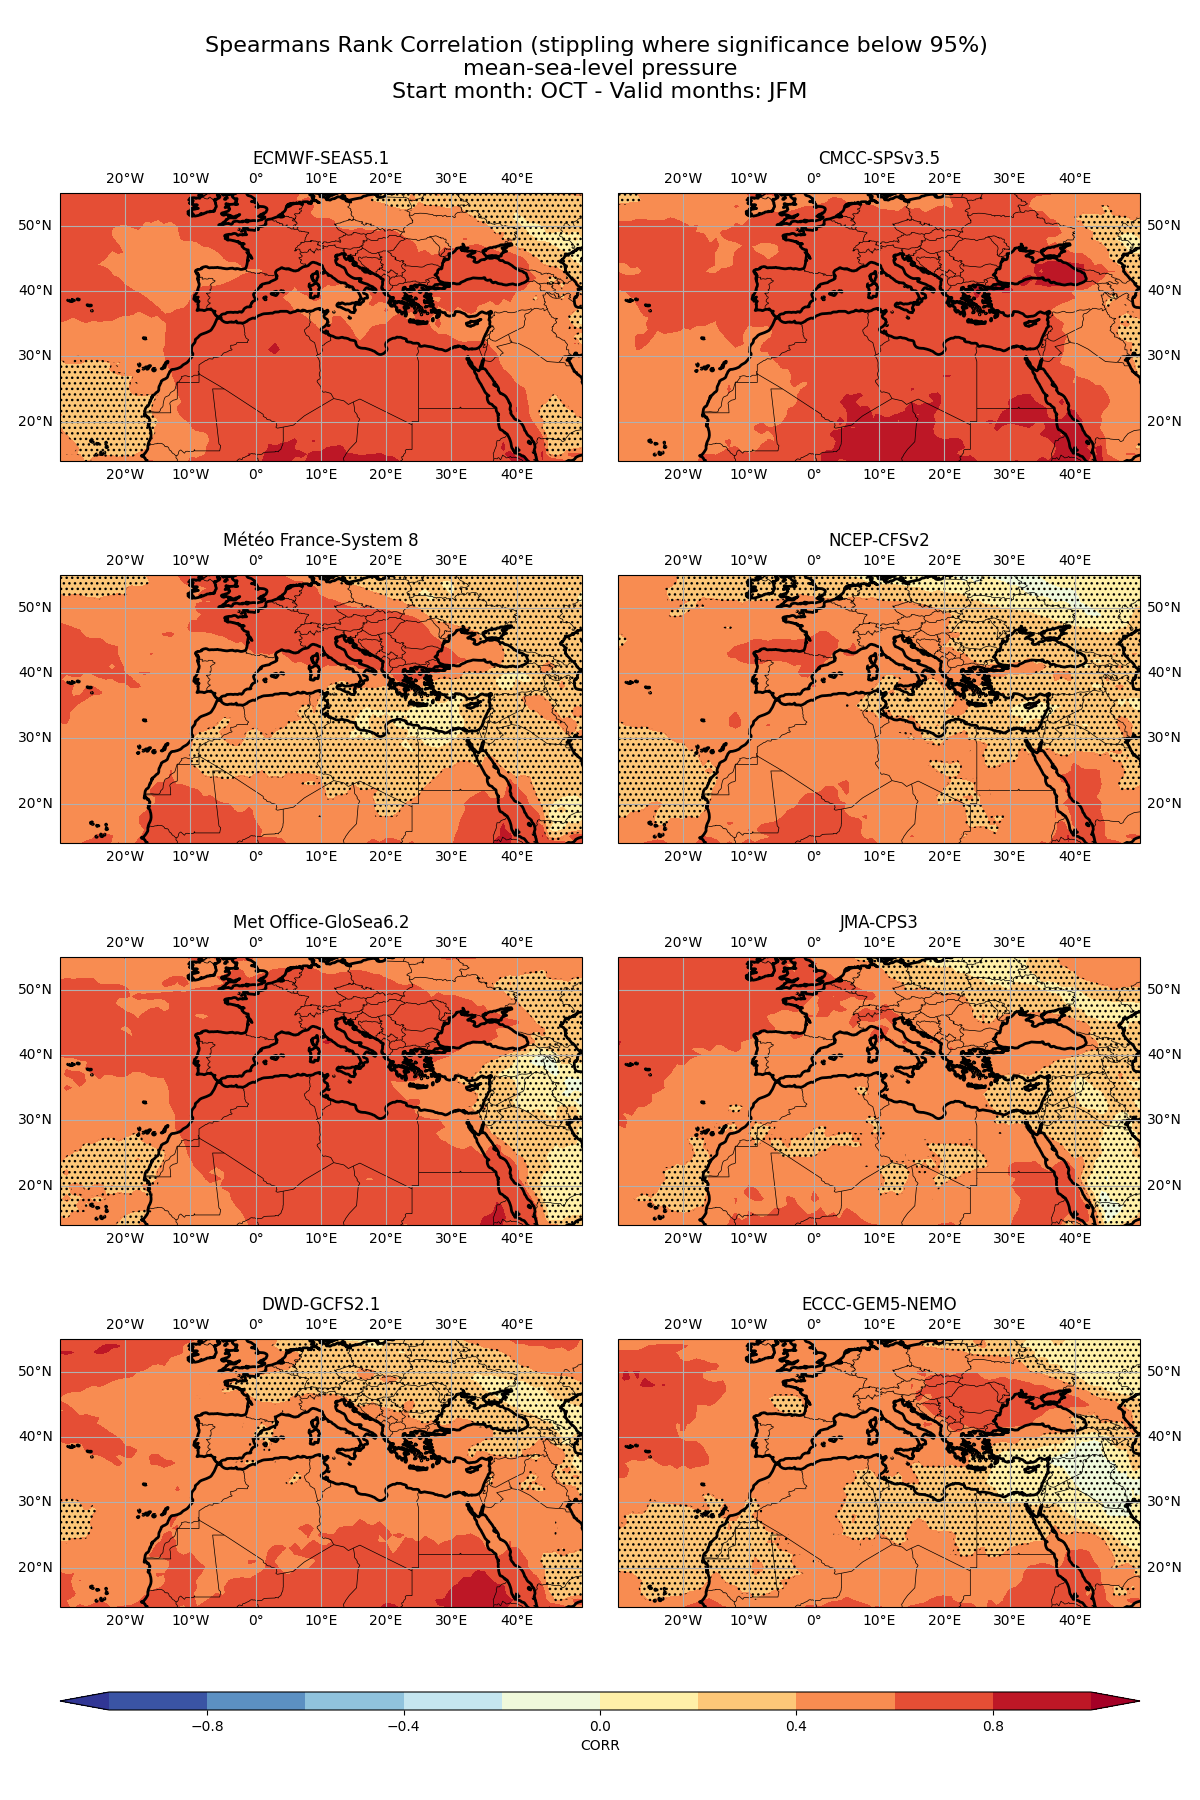 Spearmans Rank Correlation (stippling where significance below 95%)
mean-sea-level pressure
Start month: OCT - Valid months: JFM
ECMWF-SEAS5.1
20°W 10°W 0° 10°E 20°E 30°E 40°E
50°N
40°N
30°N
20°N
20°W 10°W 0° 10°E 20°E 30°E 40°E
CMCC-SPSv3.5
20°W 10°W 0° 10°E 20°E 30°E 40°E
50°N
40°N
30°N
20°N
20°W 10°W 0° 10°E 20°E 30°E 40°E
Météo France-System 8
20°W 10°W 0° 10°E 20°E 30°E 40°E
50°N
40°N
30°N
20°N
20°W 10°W 0° 10°E 20°E 30°E 40°E
NCEP-CFSv2
20°W 10°W 0° 10°E 20°E 30°E 40°E
50°N
40°N
30°N
20°N
20°W 10°W 0° 10°E 20°E 30°E 40°E
Met Office-GloSea6.2
20°W 10°W 0° 10°E 20°E 30°E 40°E
50°N
40°N
30°N
20°N
20°W 10°W 0° 10°E 20°E 30°E 40°E
JMA-CPS3
20°W 10°W 0° 10°E 20°E 30°E 40°E
50°N
40°N
30°N
20°N
20°W 10°W 0° 10°E 20°E 30°E 40°E
DWD-GCFS2.1
20°W 10°W 0° 10°E 20°E 30°E 40°E
50°N
40°N
30°N
20°N
20°W 10°W 0° 10°E 20°E 30°E 40°E
ECCC-GEM5-NEMO
20°W 10°W 0° 10°E 20°E 30°E 40°E
50°N
40°N
30°N
20°N
20°W 10°W 0° 10°E 20°E 30°E 40°E
−0.8 −0.4 0.0 0.4 0.8
CORR